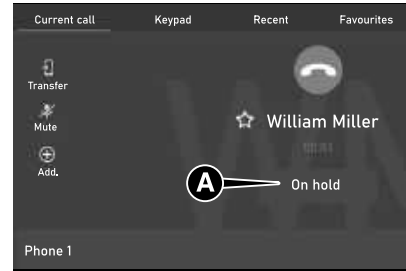 Current call Keypad Recent Favourites
Transfer
Mute
Add.
William Miller
A
On hold
Phone 1